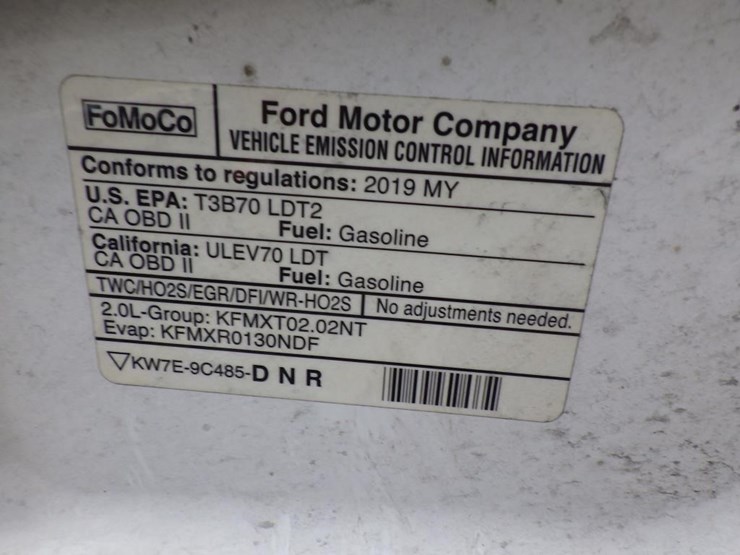 FoMoCo
Ford Motor Company
VEHICLE EMISSION CONTROL INFORMATION
Conforms to regulations: 2019 MY
U.S. EPA: T3B70 LDT2
CA OBD II Fuel: Gasoline
California: ULEV70 LDT
CA OBD II Fuel: Gasoline
TWC/HO2S/EGR/DFI/WR-HO2S No adjustments needed.
2.0L-Group: KFMXT02.02NT
Evap: KFMXR0130NDF
KW7E-9C485-D N R